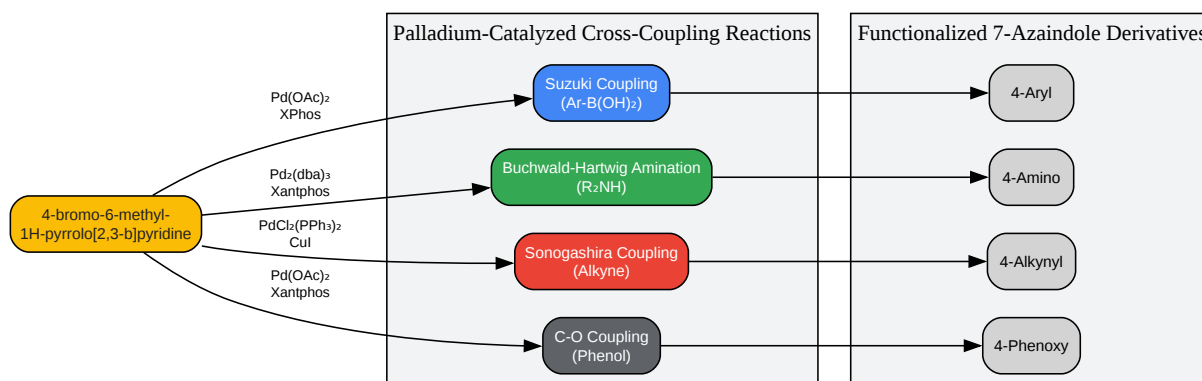 Palladium-Catalyzed Cross-Coupling Reactions
Functionalized 7-Azaindole Derivatives
4-bromo-6-methyl-
1H-pyrrolo[2,3-b]pyridine
Pd(OAc)₂
XPhos
Suzuki Coupling
(Ar-B(OH)₂)
4-Aryl
Pd₂(dba)₃
Xantphos
Buchwald-Hartwig Amination
(R₂NH)
4-Amino
PdCl₂(PPh₃)₂
CuI
Sonogashira Coupling
(Alkyne)
4-Alkynyl
Pd(OAc)₂
Xantphos
C-O Coupling
(Phenol)
4-Phenoxy